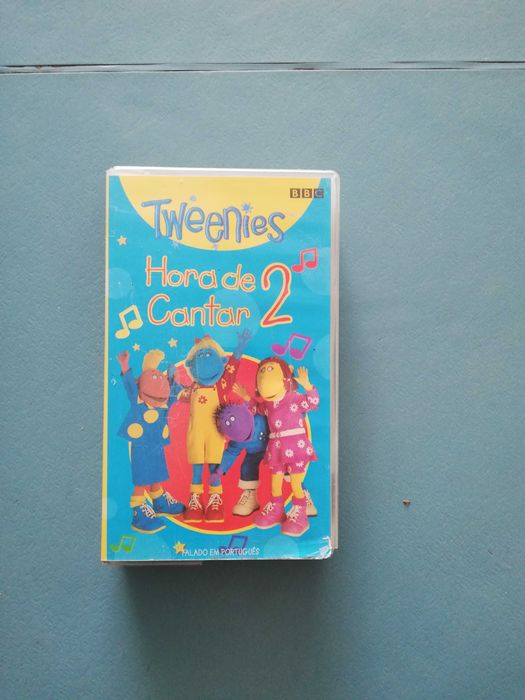 BBC
Tweenies
Hora de
Cantar 2
FALADO EM PORTUGUÊS